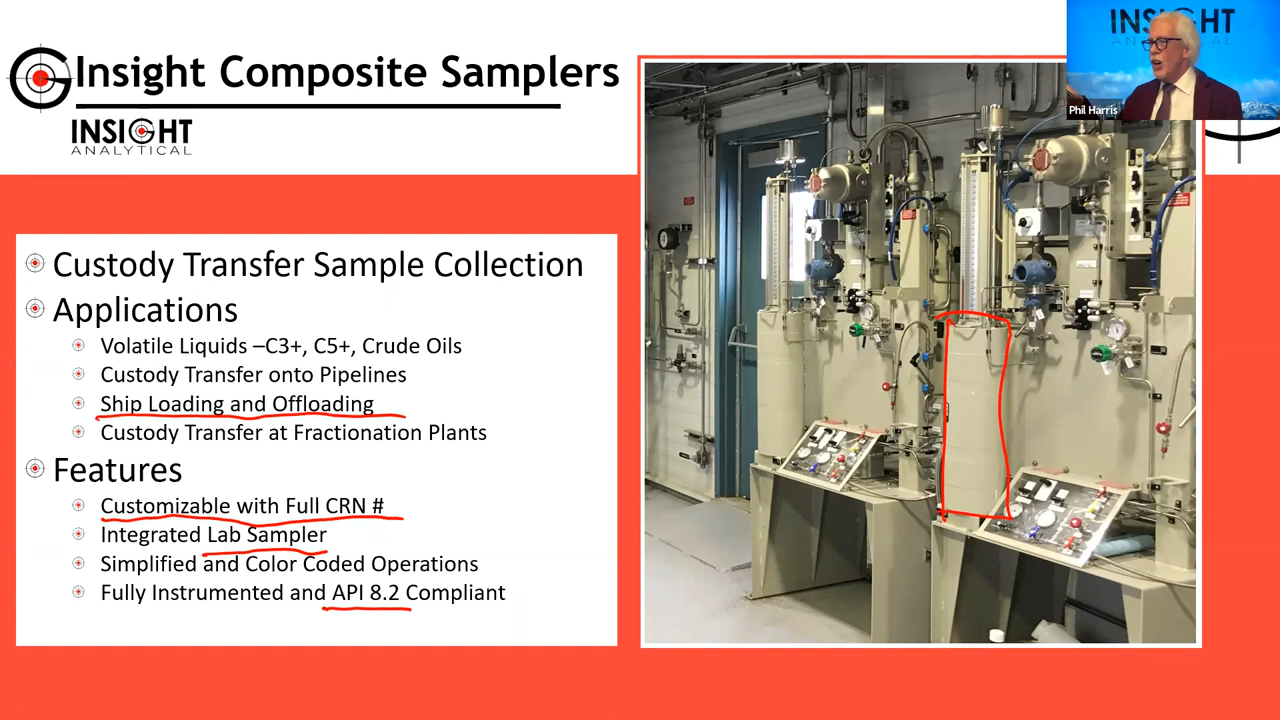 Insight Composite Samplers
INSIGHT
ANALYTICAL
INSIGHT
ANALYTICAL
Phil Harris
Custody Transfer Sample Collection
Applications
Volatile Liquids –C3+, C5+, Crude Oils
Custody Transfer onto Pipelines
Ship Loading and Offloading
Custody Transfer at Fractionation Plants
Features
Customizable with Full CRN #
Integrated Lab Sampler
Simplified and Color Coded Operations
Fully Instrumented and API 8.2 Compliant